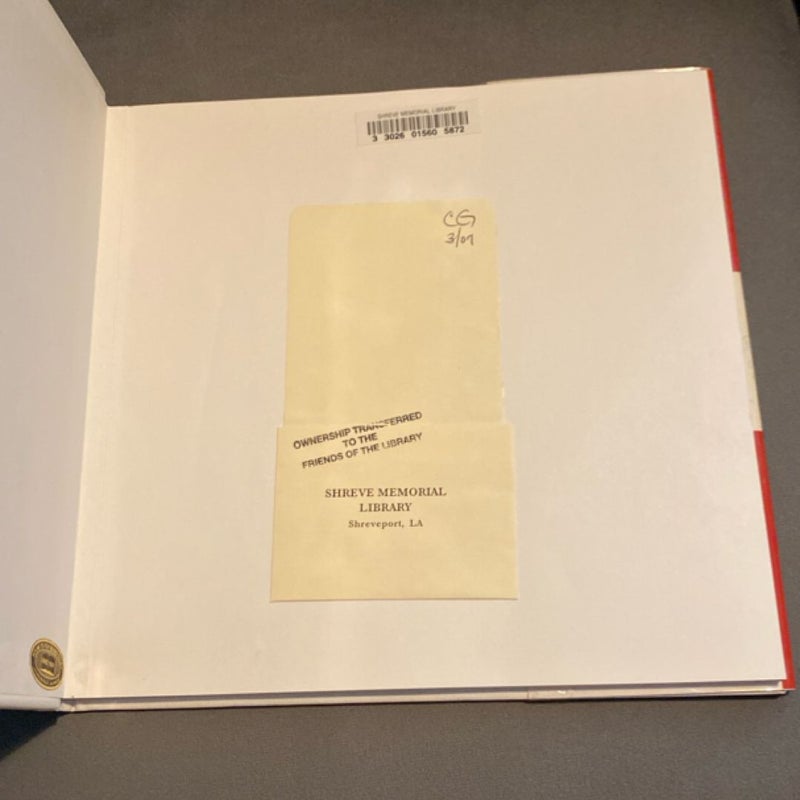 SHREVE MEMORIAL LIBRARY
3 3026 01560 5872
CG
3/07
OWNERSHIP TRANSFERRED
TO THE
FRIENDS OF THE LIBRARY
SHREVE MEMORIAL
LIBRARY
Shreveport, LA